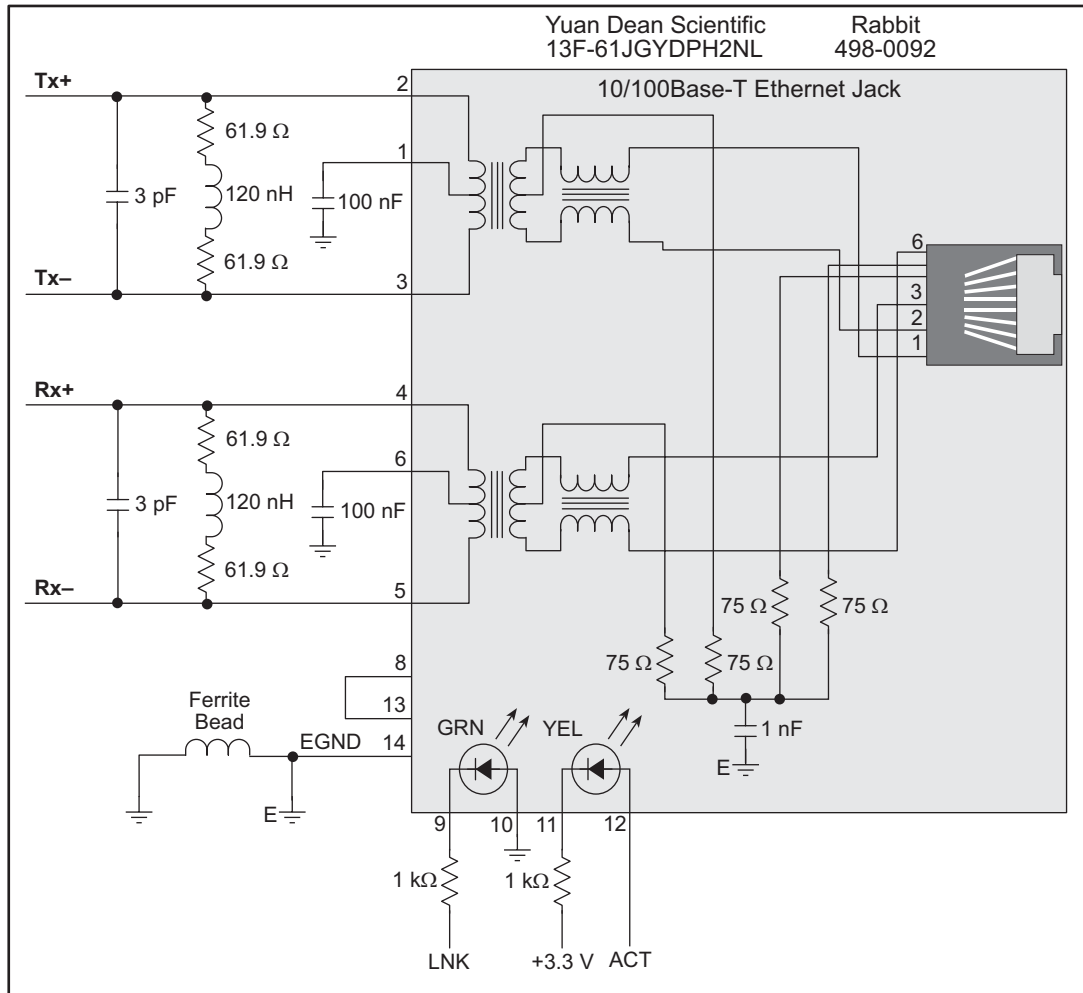 Yuan Dean Scientific
13F-61JGYDPH2NL
Rabbit
498-0092
10/100Base-T Ethernet Jack
Tx+
2
61.9 Ω
1
3 pF
120 nH
100 nF
61.9 Ω
Tx–
3
6
3
2
1
Rx+
4
61.9 Ω
6
3 pF
120 nH
100 nF
61.9 Ω
Rx–
5
75 Ω
75 Ω
75 Ω
75 Ω
8
13
Ferrite
Bead
EGND
14
E
GRN
YEL
1 nF
E
9
10
11
12
1 kΩ
1 kΩ
LNK
+3.3 V
ACT